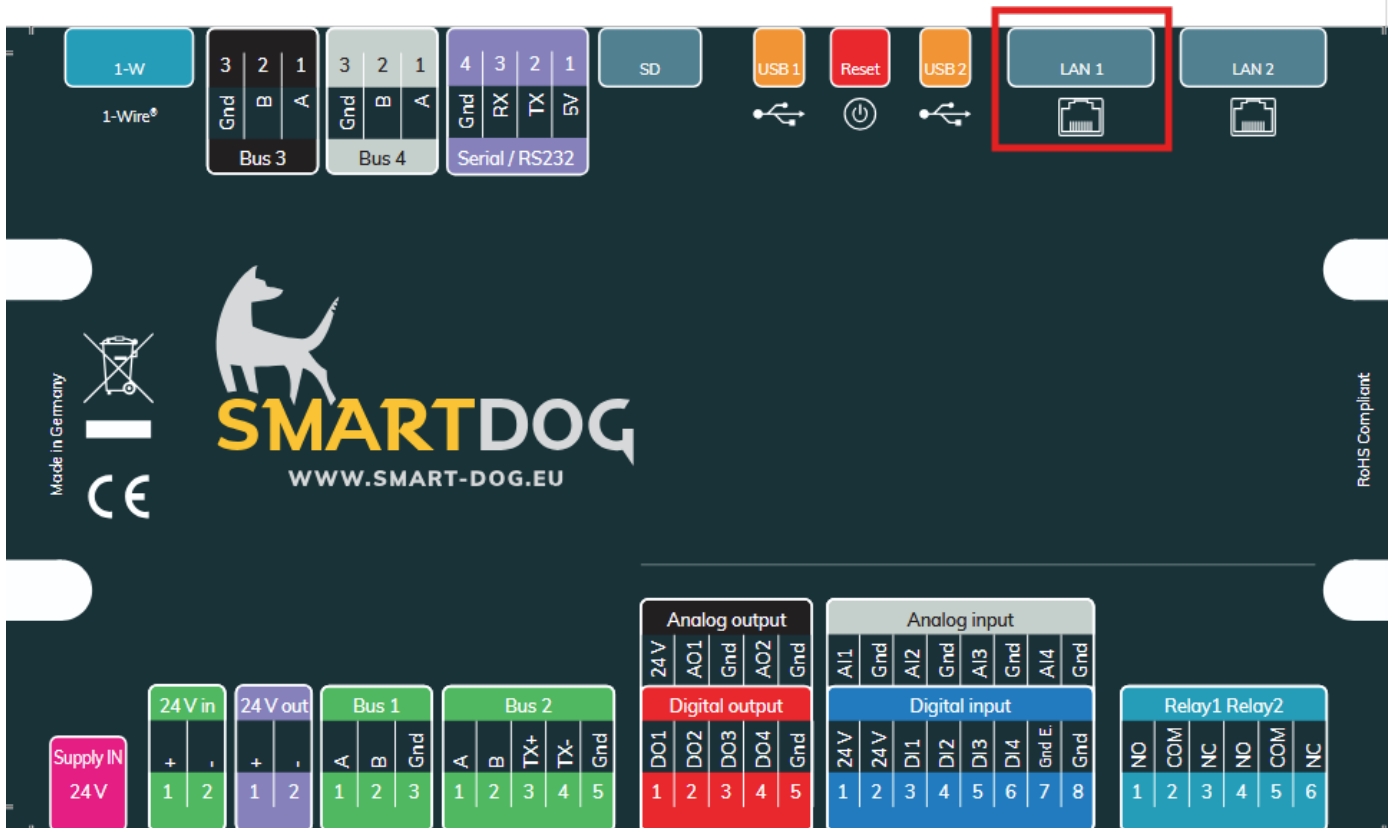 1-W
1-Wire®
3 2 1
Gnd B A
Bus 3
3 2 1
Gnd B A
Bus 4
4 3 2 1
Gnd RX TX 5V
Serial / RS232
SD
USB 1
Reset
USB 2
LAN 1
LAN 2
Made in Germany
CE
SMARTDOG
WWW.SMART-DOG.EU
RoHS Compliant
Supply IN
24 V
24 V in
+ -
1 2
24 V out
+ -
1 2
Bus 1
A B Gnd
1 2 3
Bus 2
A B TX+ TX- Gnd
1 2 3 4 5
Analog output
24 V AO1 Gnd AO2 Gnd
Digital output
DO1 DO2 DO3 DO4 Gnd
1 2 3 4 5
Analog input
AI1 Gnd AI2 Gnd AI3 Gnd AI4 Gnd
Digital input
24 V 24 V DI1 DI2 DI3 DI4 Gnd E. Gnd
1 2 3 4 5 6 7 8
Relay1 Relay2
NO COM NC NO COM NC
1 2 3 4 5 6